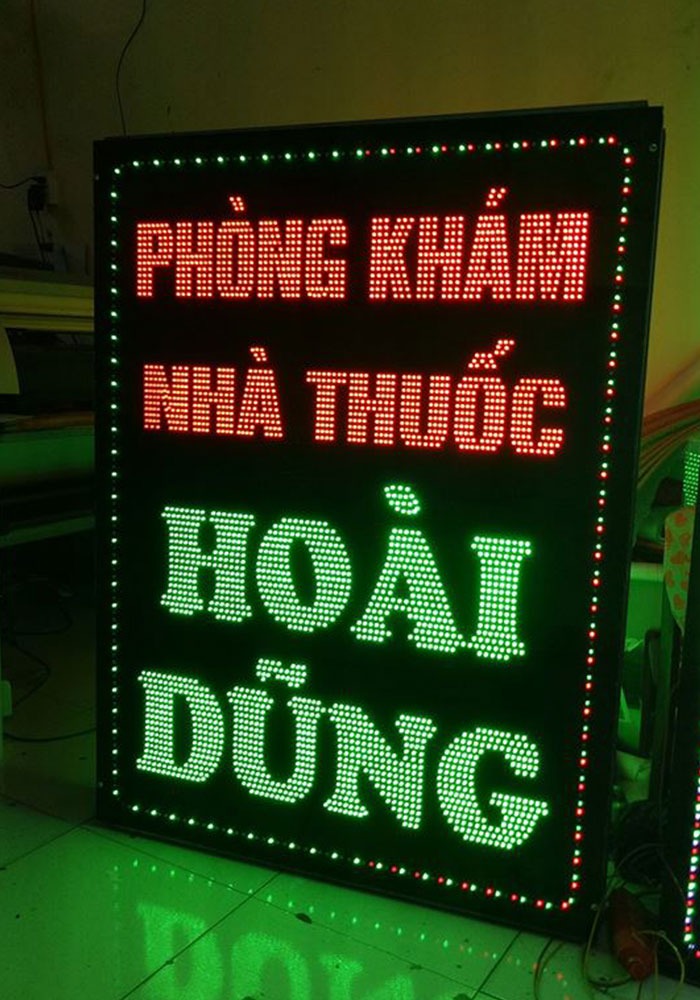 PHÒNG KHÁM
NHÀ THUỐC
HOÀI
DŨNG